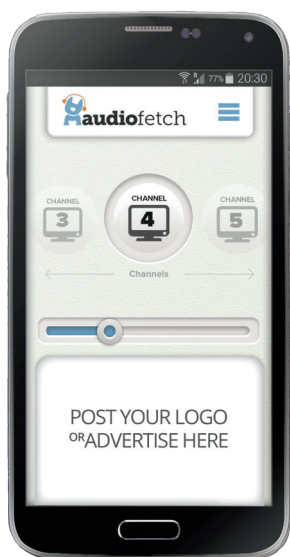 77% 20:30
audiofetch
CHANNEL 3
CHANNEL 4
CHANNEL 5
Channels
POST YOUR LOGO
OR ADVERTISE HERE